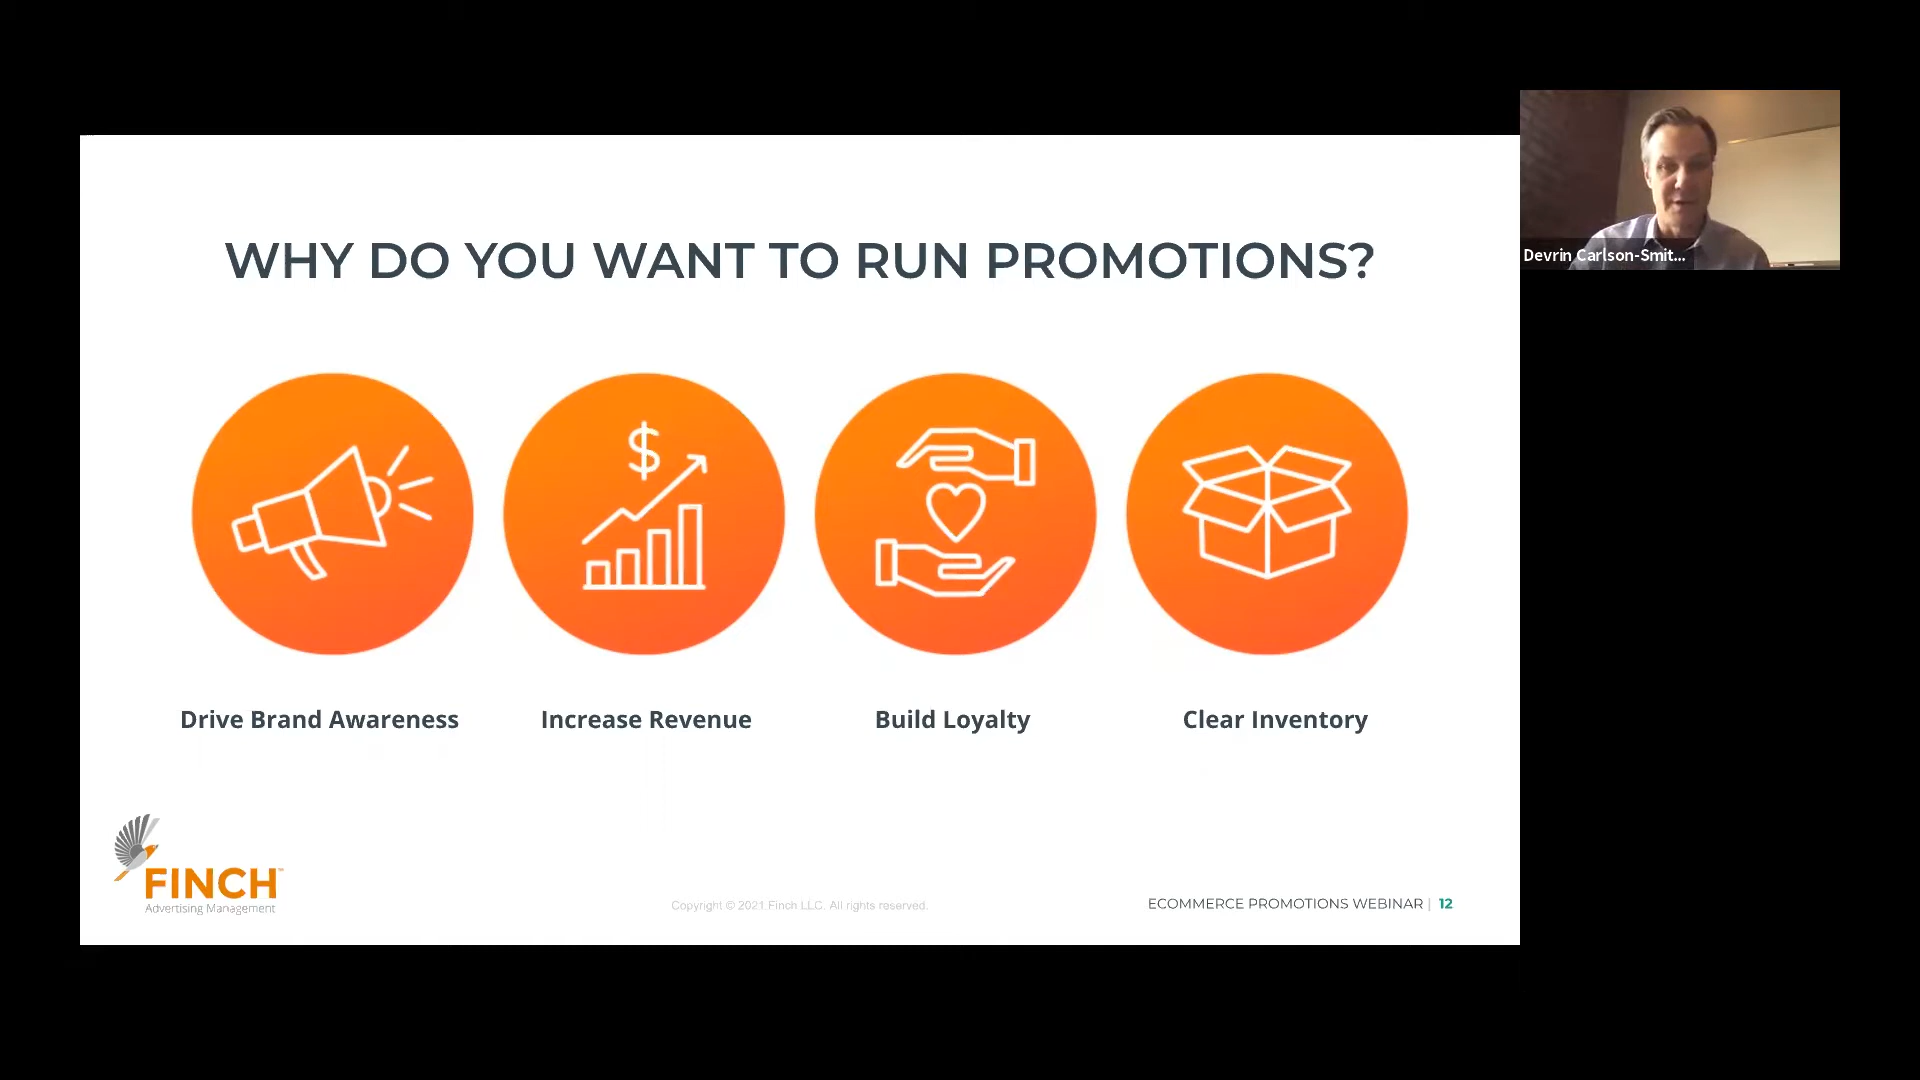 WHY DO YOU WANT TO RUN PROMOTIONS?
Devrin Carlson-Smit...
$
Drive Brand Awareness
Increase Revenue
Build Loyalty
Clear Inventory
FINCH™
Advertising Management
Copyright © 2021 Finch LLC. All rights reserved.
ECOMMERCE PROMOTIONS WEBINAR | 12